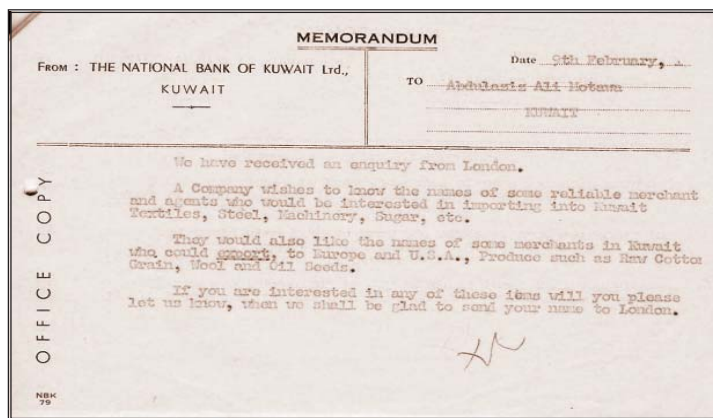 MEMORANDUM
Date 9th February,
FROM : THE NATIONAL BANK OF KUWAIT Ltd.,
KUWAIT
TO Abdulaziz Ali
KUWAIT
We have received an enquiry from London.
A Company wishes to know the names of some reliable merchant
and agents who would be interested in importing into Kuwait
Textiles, Steel, Machinery, Sugar, etc.
They would also like the names of some merchants in Kuwait
who could export, to Europe and U.S.A., Produce such as Raw Cotton
Grain, Wool and Oil Seeds.
If you are interested in any of these items will you please
let us know, when we shall be glad to send your name to London.
OFFICE COPY
NBK
79